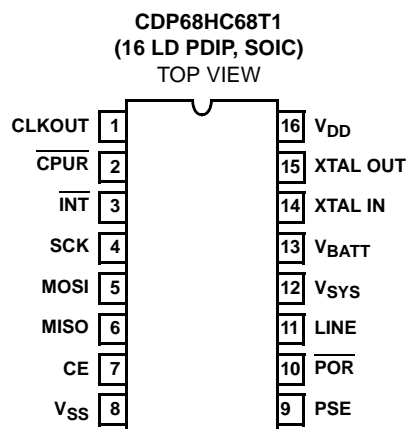 CDP68HC68T1
(16 LD PDIP, SOIC)
TOP VIEW
CLKOUT 1 16 VDD
CPUR 2 15 XTAL OUT
INT 3 14 XTAL IN
SCK 4 13 VBATT
MOSI 5 12 VSYS
MISO 6 11 LINE
CE 7 10 POR
VSS 8 9 PSE